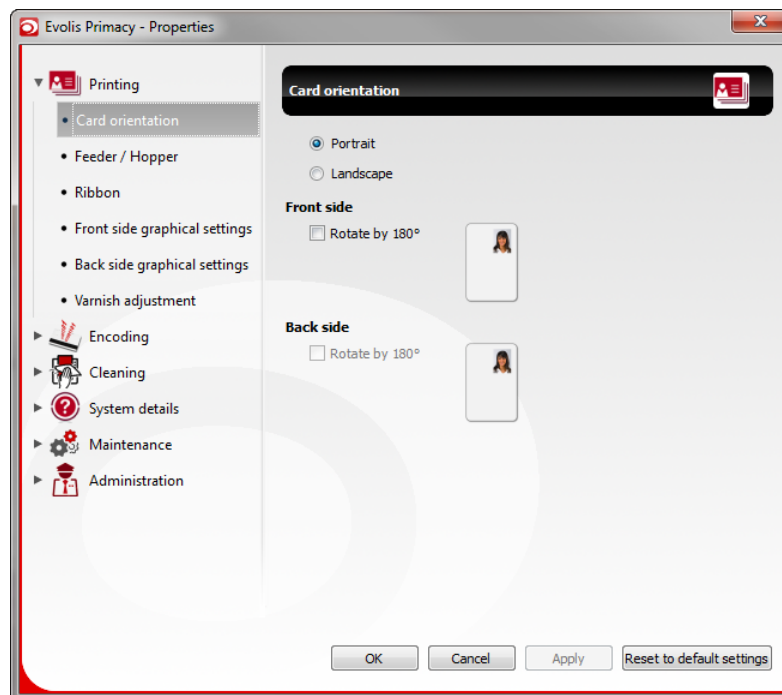 Evolis Primacy - Properties
Printing
Card orientation
Feeder / Hopper
Ribbon
Front side graphical settings
Back side graphical settings
Varnish adjustment
Encoding
Cleaning
System details
Maintenance
Administration
Card orientation
Portrait
Landscape
Front side
Rotate by 180°
Back side
Rotate by 180°
OK
Cancel
Apply
Reset to default settings